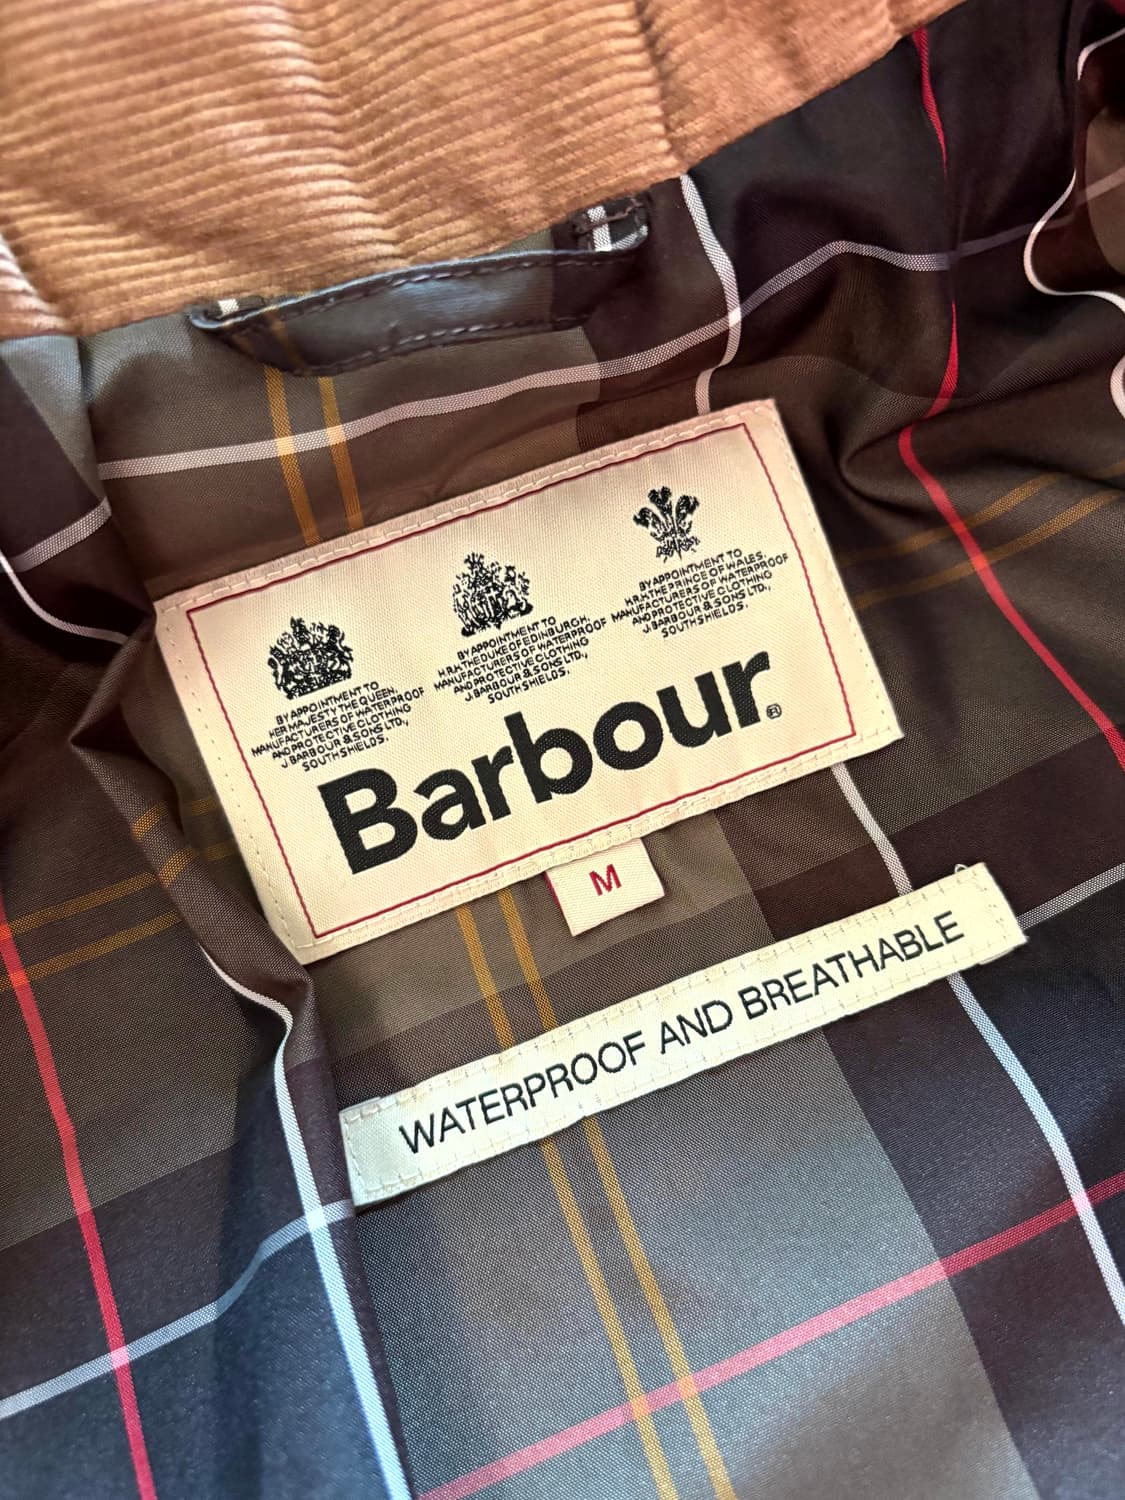 BY APPOINTMENT TO
HER MAJESTY THE QUEEN,
MANUFACTURERS OF WATERPROOF
AND PROTECTIVE CLOTHING
J. BARBOUR & SONS LTD.,
SOUTH SHIELDS.
BY APPOINTMENT TO
H.R.H. THE DUKE OF EDINBURGH,
MANUFACTURERS OF WATERPROOF
AND PROTECTIVE CLOTHING
J. BARBOUR & SONS LTD.,
SOUTH SHIELDS.
BY APPOINTMENT TO
H.R.H. THE PRINCE OF WALES,
MANUFACTURERS OF WATERPROOF
AND PROTECTIVE CLOTHING
J. BARBOUR & SONS LTD.,
SOUTH SHIELDS.
Barbour®
M
WATERPROOF AND BREATHABLE